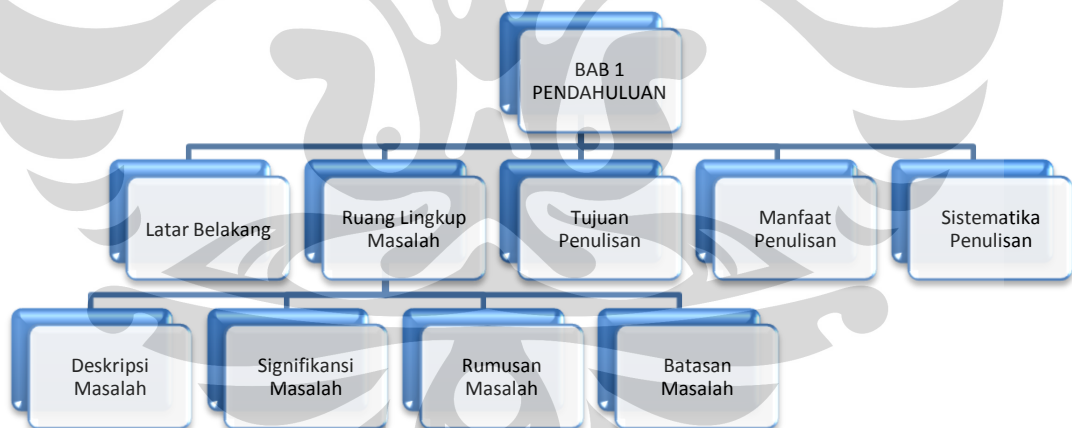 BAB 1
PENDAHULUAN
Latar Belakang
Ruang Lingkup
Masalah
Tujuan
Penulisan
Manfaat
Penulisan
Sistematika
Penulisan
Deskripsi
Masalah
Signifikansi
Masalah
Rumusan
Masalah
Batasan
Masalah